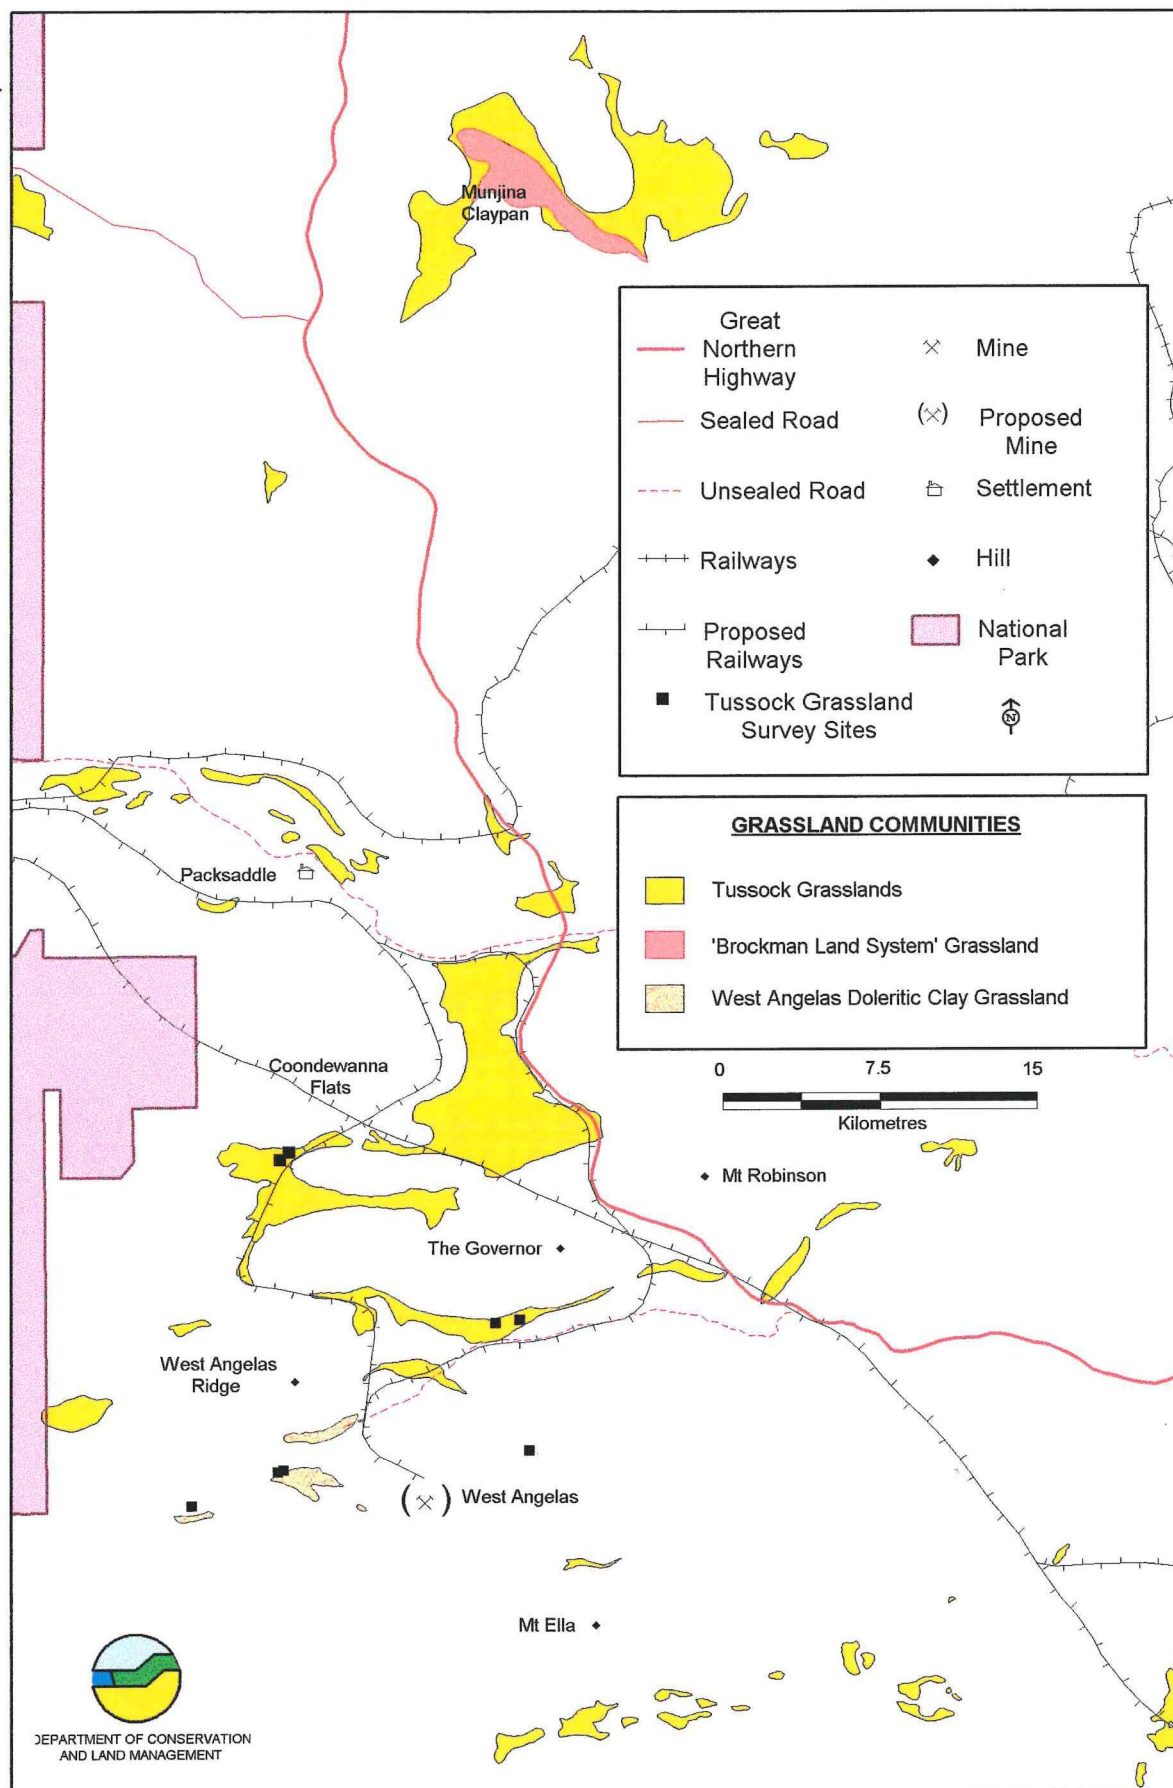 Munjina
Claypan
Great
Northern
Highway
Mine
Sealed Road
Proposed
Mine
Unsealed Road
Settlement
Railways
Hill
Proposed
Railways
National
Park
Tussock Grassland
Survey Sites
N
GRASSLAND COMMUNITIES
Tussock Grasslands
'Brockman Land System' Grassland
West Angelas Doleritic Clay Grassland
0 7.5 15
Kilometres
Packsaddle
Coondewanna
Flats
Mt Robinson
The Governor
West Angelas
Ridge
West Angelas
Mt Ella
DEPARTMENT OF CONSERVATION
AND LAND MANAGEMENT